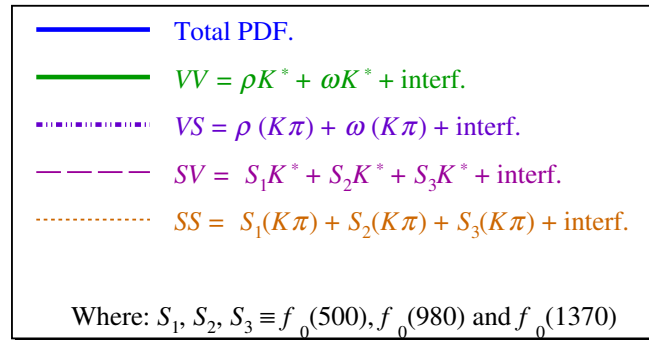 Total PDF.
VV = ρK* + ωK* + interf.
VS = ρ (Kπ) + ω (Kπ) + interf.
SV = S₁K* + S₂K* + S₃K* + interf.
SS = S₁(Kπ) + S₂(Kπ) + S₃(Kπ) + interf.
Where: S₁, S₂, S₃ ≡ f₀(500), f₀(980) and f₀(1370)